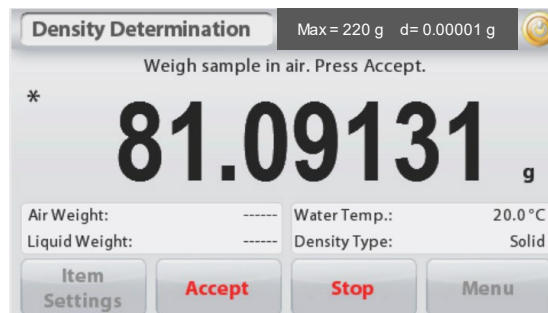 Density Determination Max = 220 g d= 0.00001 g
Weigh sample in air. Press Accept.
*
81.09131 g
Air Weight: ------ Water Temp.: 20.0°C
Liquid Weight: ------ Density Type: Solid
Item Settings Accept Stop Menu